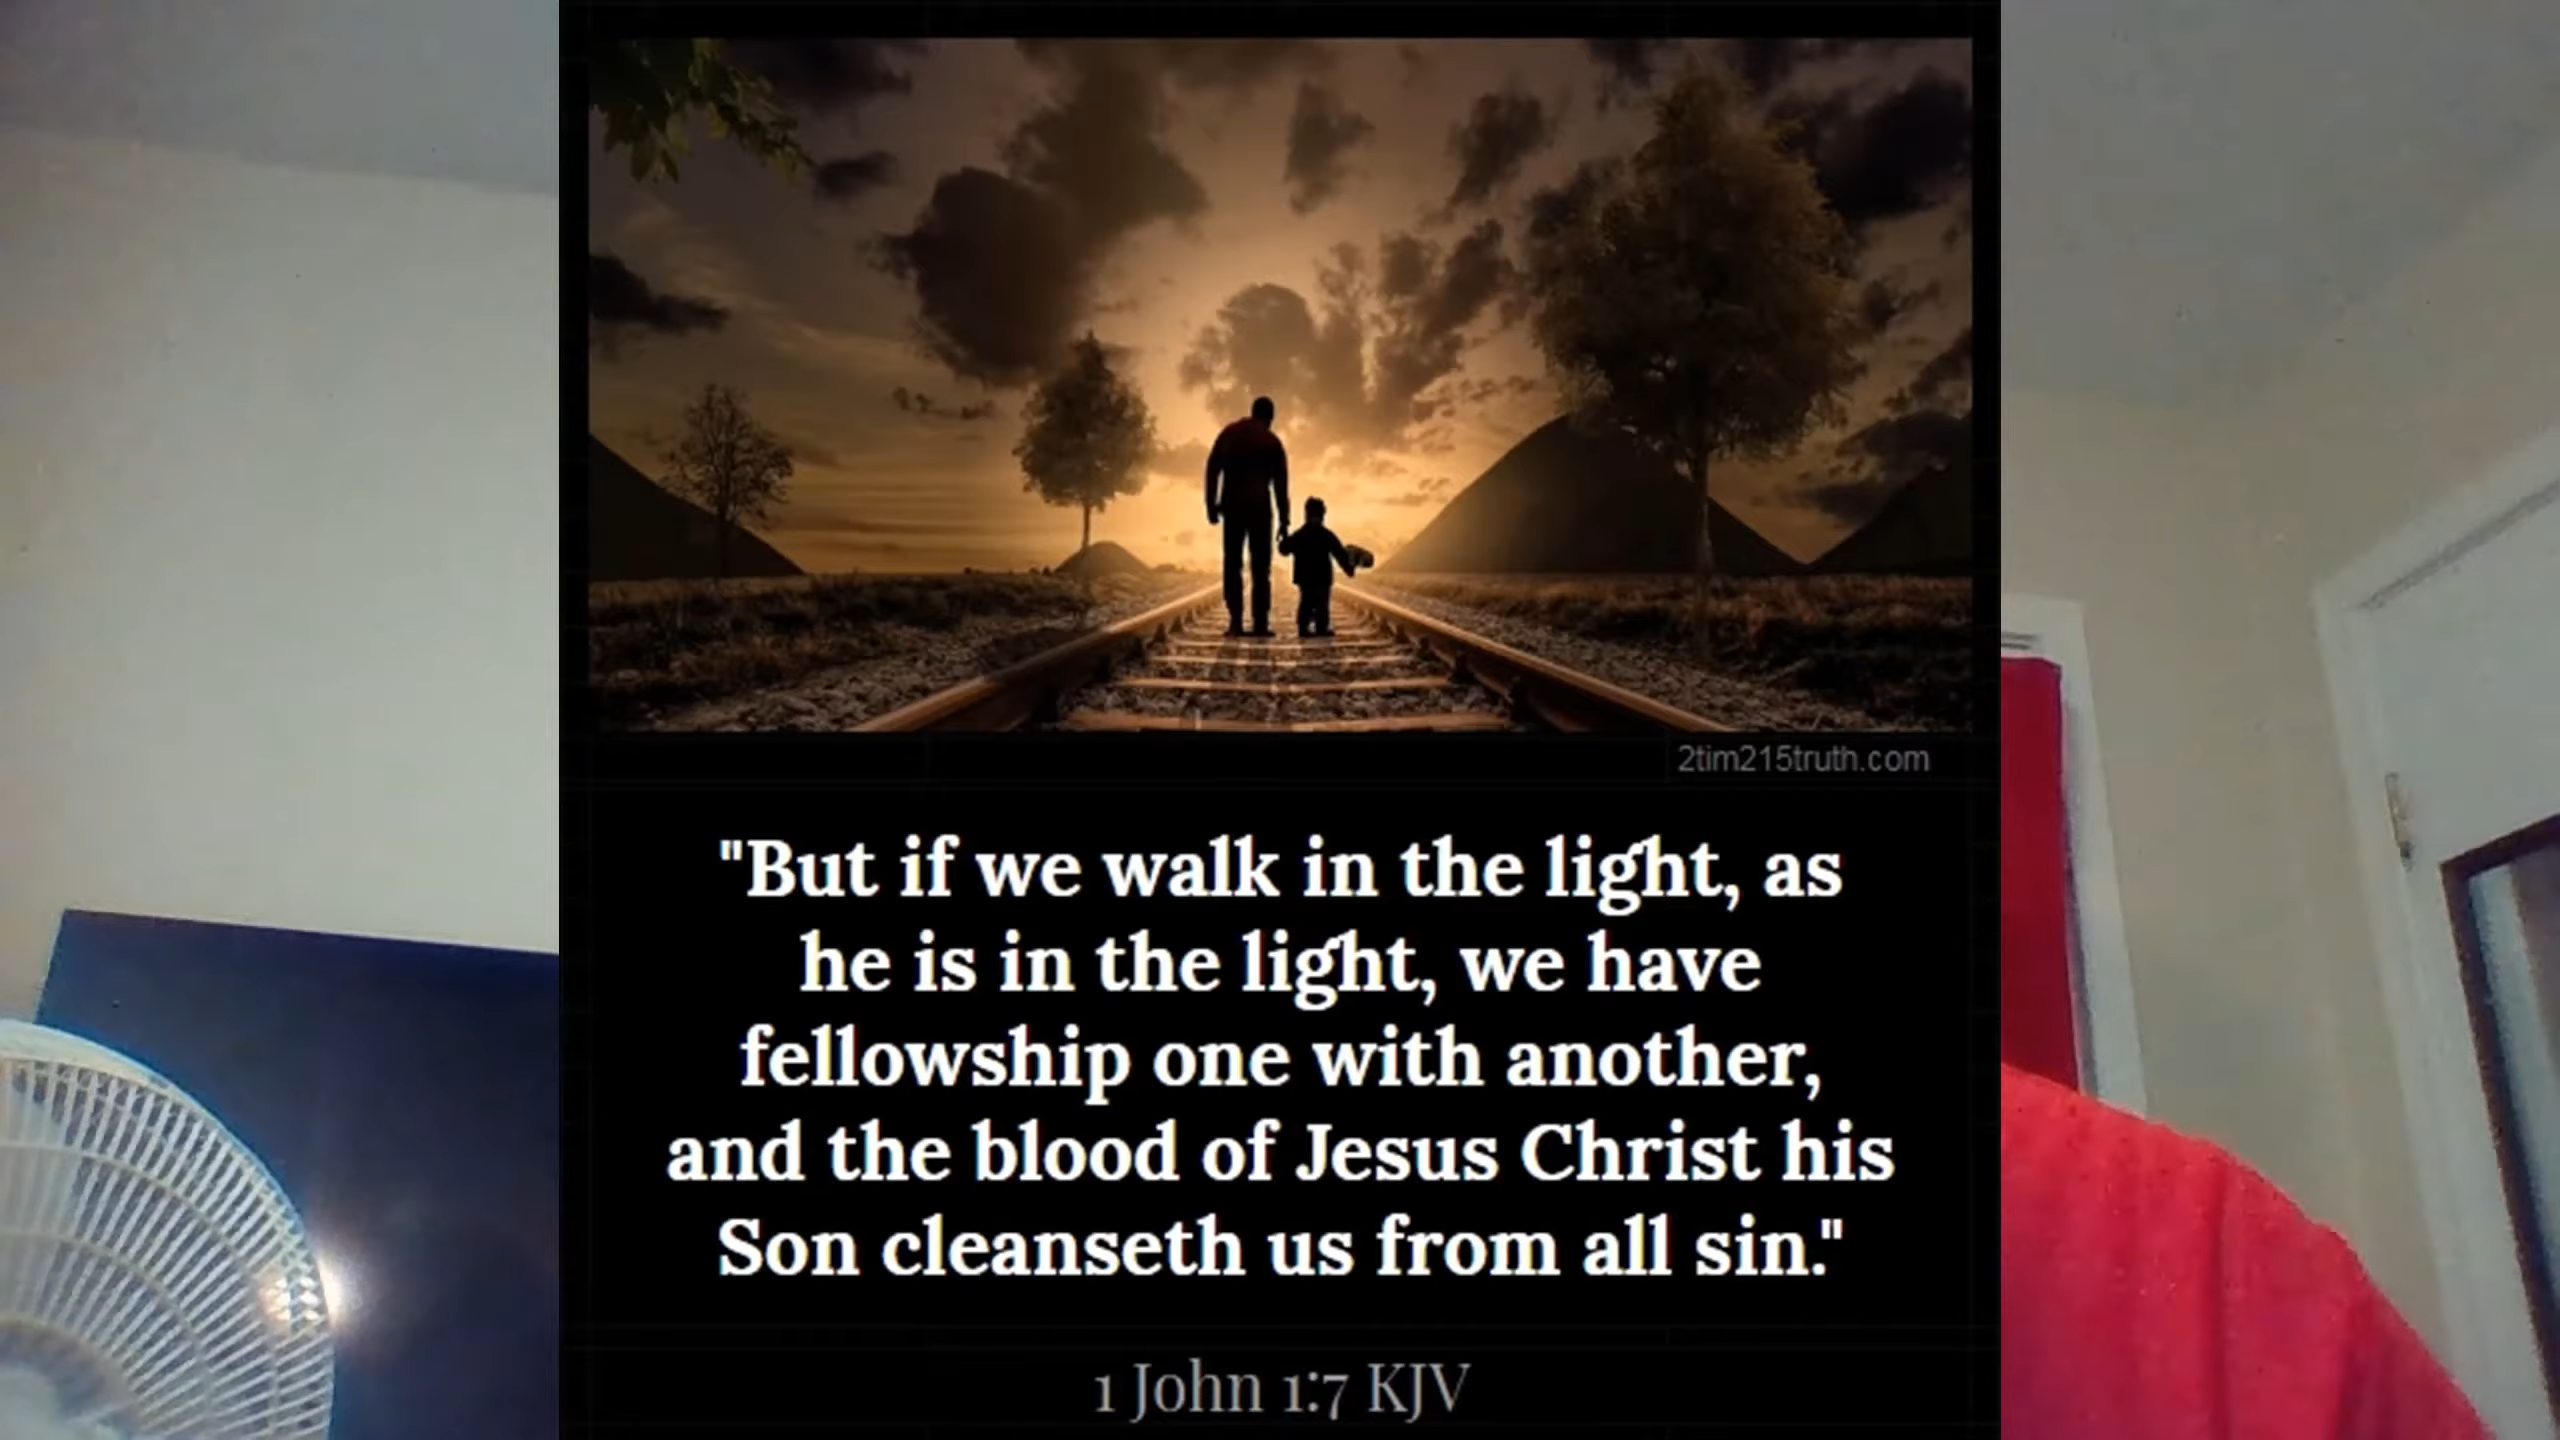 2tim215truth.com
"But if we walk in the light, as
he is in the light, we have
fellowship one with another,
and the blood of Jesus Christ his
Son cleanseth us from all sin."
1 John 1:7 KJV